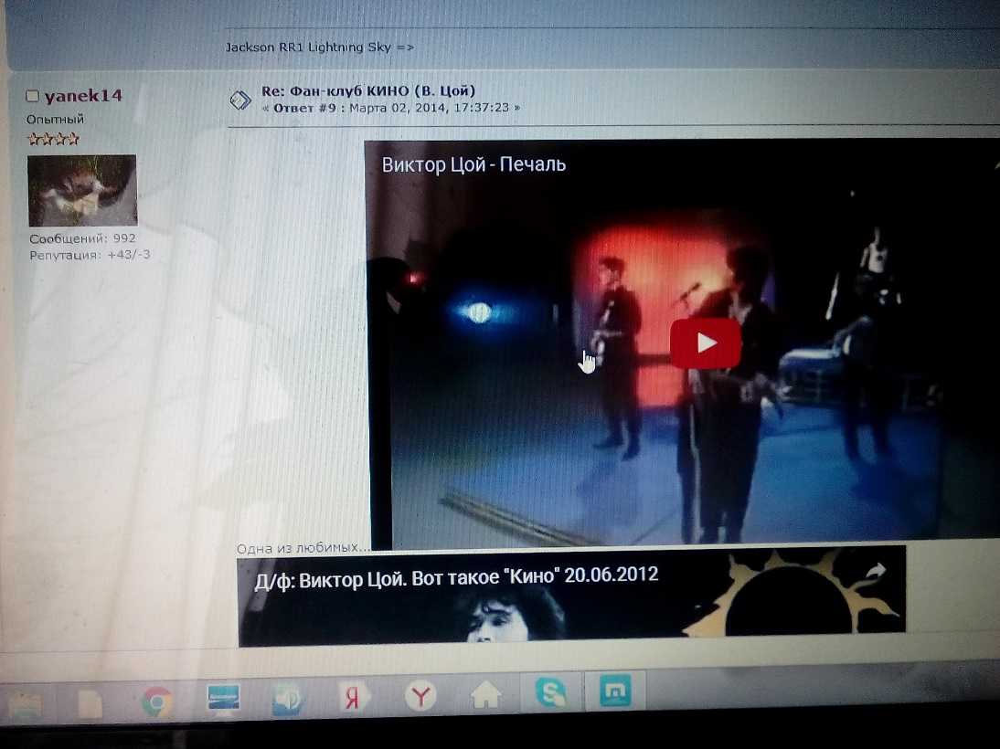 Jackson RR1 Lightning Sky =>
yanek14
Опытный
Re: Фан-клуб КИНО (В. Цой)
« Ответ #9 : Марта 02, 2014, 17:37:23 »
Сообщений: 992
Репутация: +43/-3
Виктор Цой - Печаль
Одна из любимых...
Д/ф: Виктор Цой. Вот такое "Кино" 20.06.2012
Я
Y